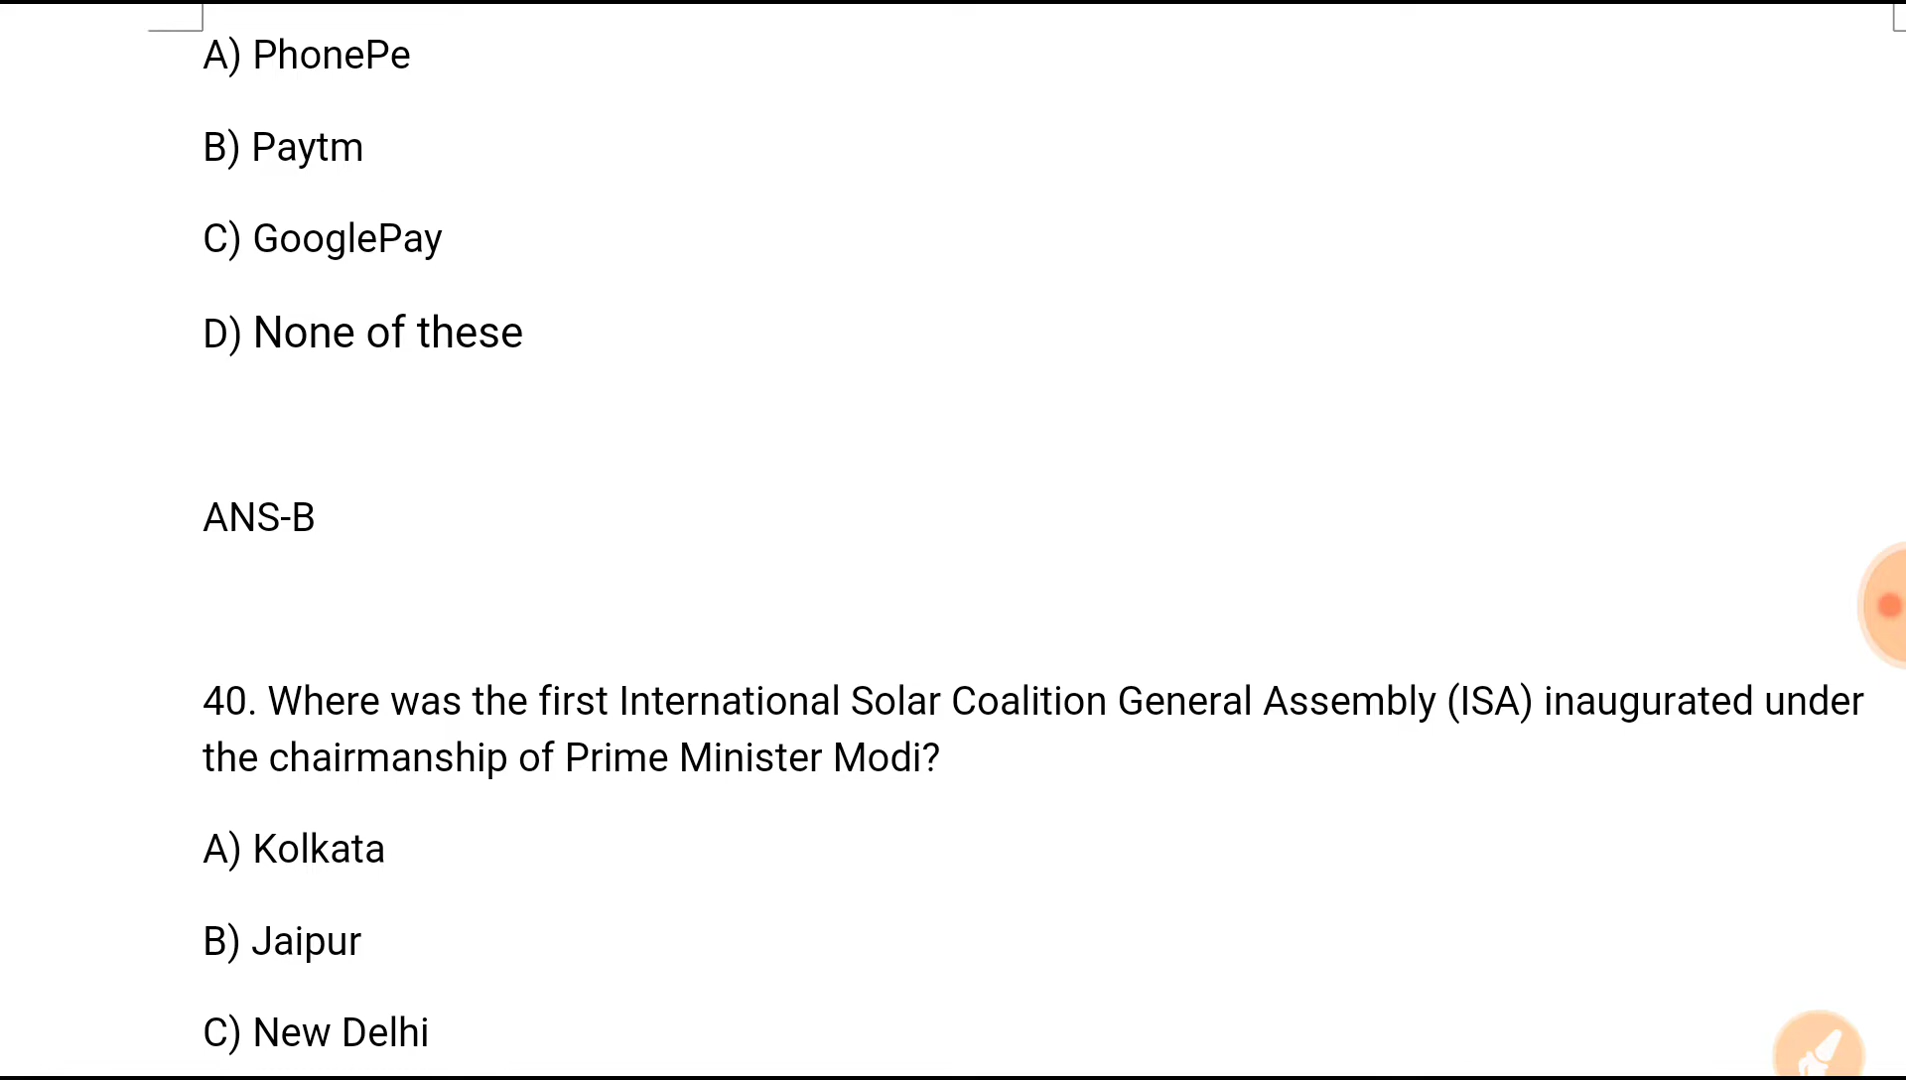 A) PhonePe
B) Paytm
C) GooglePay
D) None of these
ANS-B
40. Where was the first International Solar Coalition General Assembly (ISA) inaugurated under
the chairmanship of Prime Minister Modi?
A) Kolkata
B) Jaipur
C) New Delhi